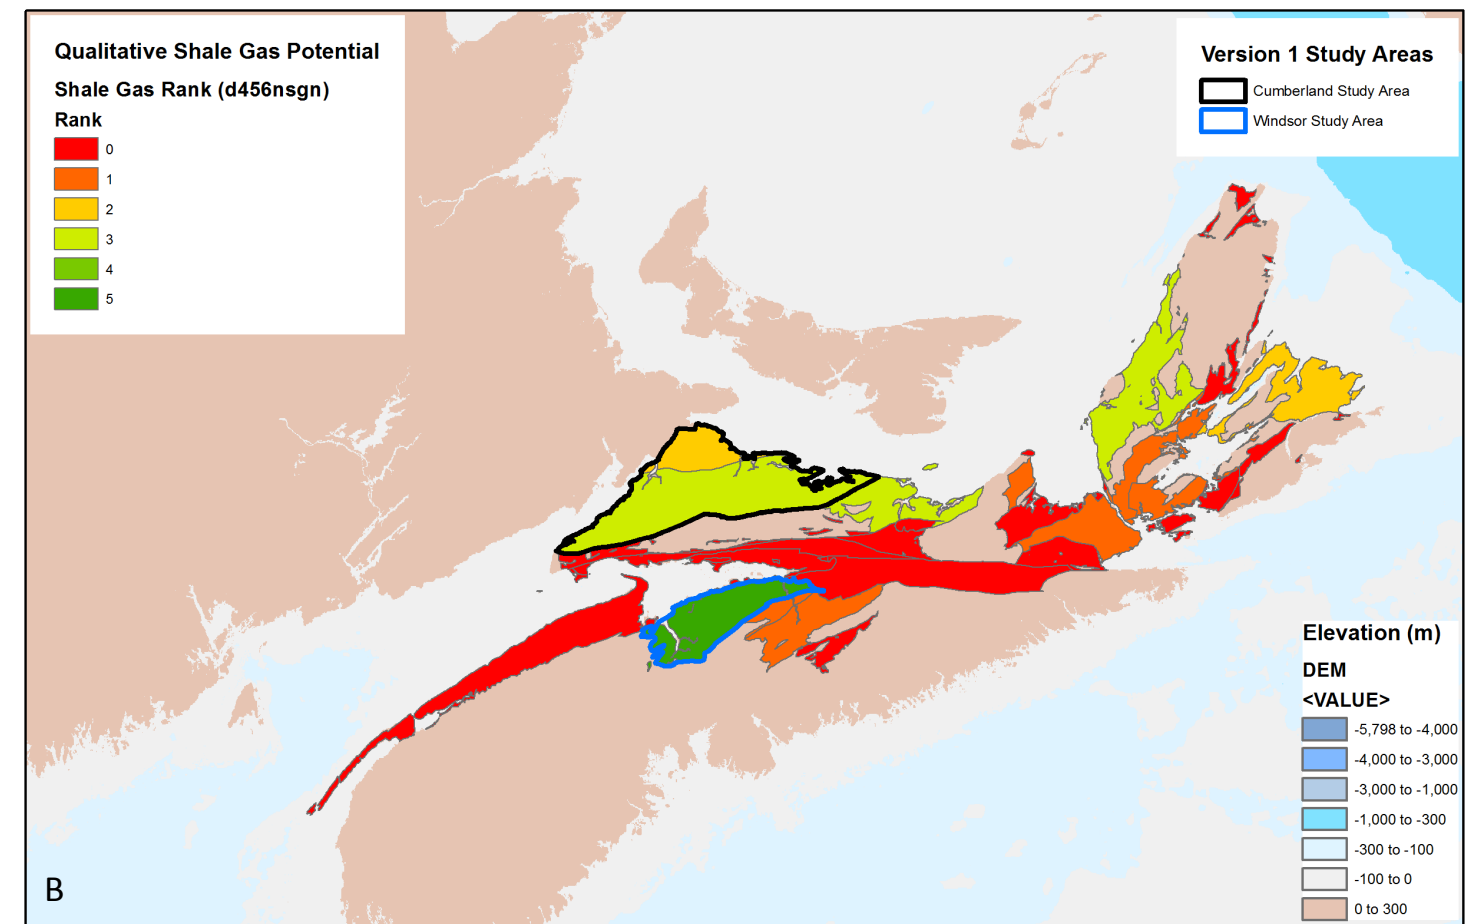 Qualitative Shale Gas Potential
Shale Gas Rank (d456nsgn)
Rank
0
1
2
3
4
5
Version 1 Study Areas
Cumberland Study Area
Windsor Study Area
Elevation (m)
DEM
<VALUE>
-5,798 to -4,000
-4,000 to -3,000
-3,000 to -1,000
-1,000 to -300
-300 to -100
-100 to 0
0 to 300
B